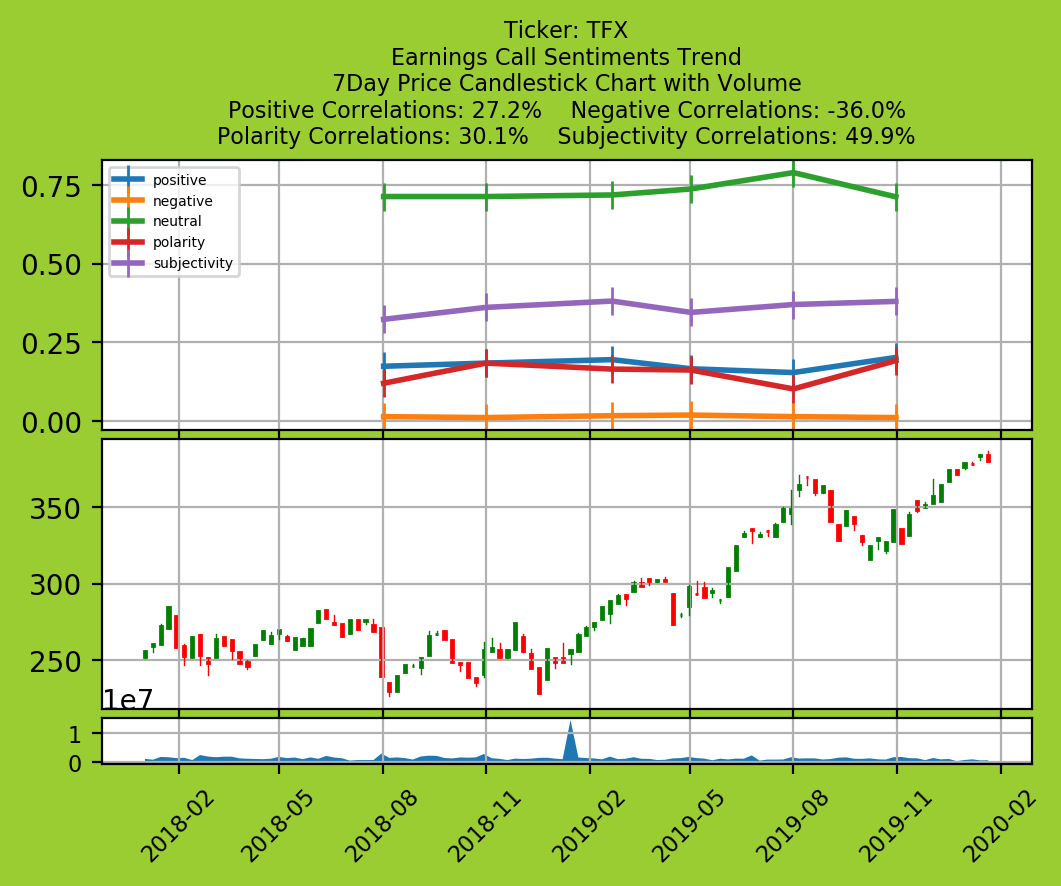 Ticker: TFX
Earnings Call Sentiments Trend
7Day Price Candlestick Chart with Volume
Positive Correlations: 27.2%    Negative Correlations: -36.0%
Polarity Correlations: 30.1%    Subjectivity Correlations: 49.9%
positive
negative
neutral
polarity
subjectivity
0.75
0.50
0.25
0.00
350
300
250
1e7
1
0
2018-02
2018-05
2018-08
2018-11
2019-02
2019-05
2019-08
2019-11
2020-02